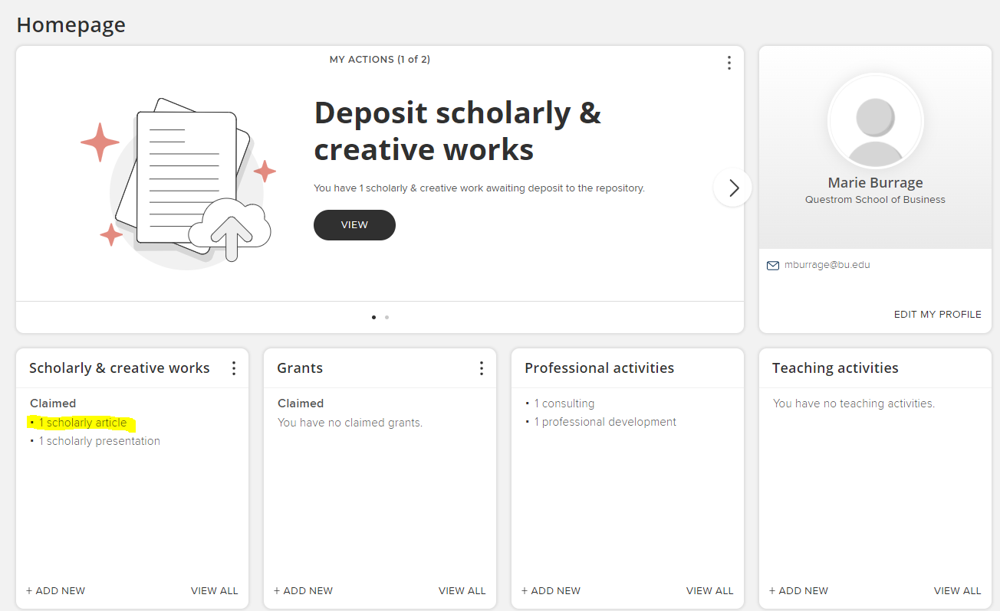 Homepage
MY ACTIONS (1 of 2)
Deposit scholarly &
creative works
You have 1 scholarly & creative work awaiting deposit to the repository.
VIEW
Marie Burrage
Questrom School of Business
mburrage@bu.edu
EDIT MY PROFILE
Scholarly & creative works
Claimed
▪ 1 scholarly article
▪ 1 scholarly presentation
+ ADD NEW
VIEW ALL
Grants
Claimed
You have no claimed grants.
+ ADD NEW
VIEW ALL
Professional activities
▪ 1 consulting
▪ 1 professional development
+ ADD NEW
VIEW ALL
Teaching activities
You have no teaching activities.
+ ADD NEW
VIEW ALL